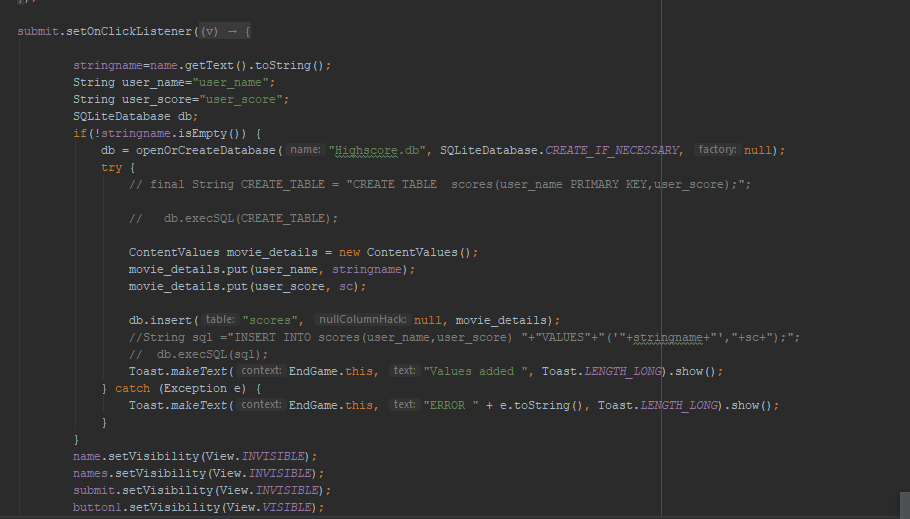 });
submit.setOnClickListener((v) → {
stringname=name.getText().toString();
String user_name="user_name";
String user_score="user_score";
SQLiteDatabase db;
if(!stringname.isEmpty()) {
db = openOrCreateDatabase( name: "Highscore.db", SQLiteDatabase.CREATE_IF_NECESSARY, factory: null);
try {
// final String CREATE_TABLE = "CREATE TABLE  scores(user_name PRIMARY KEY,user_score);";
//   db.execSQL(CREATE_TABLE);
ContentValues movie_details = new ContentValues();
movie_details.put(user_name, stringname);
movie_details.put(user_score, sc);
db.insert( table: "scores", nullColumnHack: null, movie_details);
//String sql ="INSERT INTO scores(user_name,user_score) "+"VALUES"+"('"+stringname+"',"+sc+");";
//  db.execSQL(sql);
Toast.makeText( context: EndGame.this, text: "Values added ", Toast.LENGTH_LONG).show();
} catch (Exception e) {
Toast.makeText( context: EndGame.this, text: "ERROR " + e.toString(), Toast.LENGTH_LONG).show();
}
}
name.setVisibility(View.INVISIBLE);
names.setVisibility(View.INVISIBLE);
submit.setVisibility(View.INVISIBLE);
button1.setVisibility(View.VISIBLE);